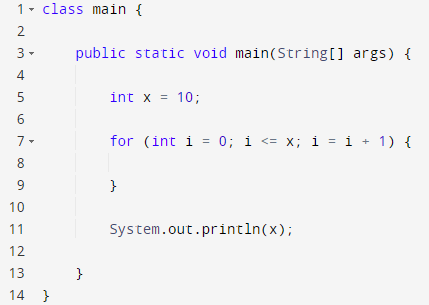 1 class main {
2
3 public static void main(String[] args) {
4
5 int x = 10;
6
7 for (int i = 0; i <= x; i = i + 1) {
8
9 }
10
11 System.out.println(x);
12
13 }
14 }